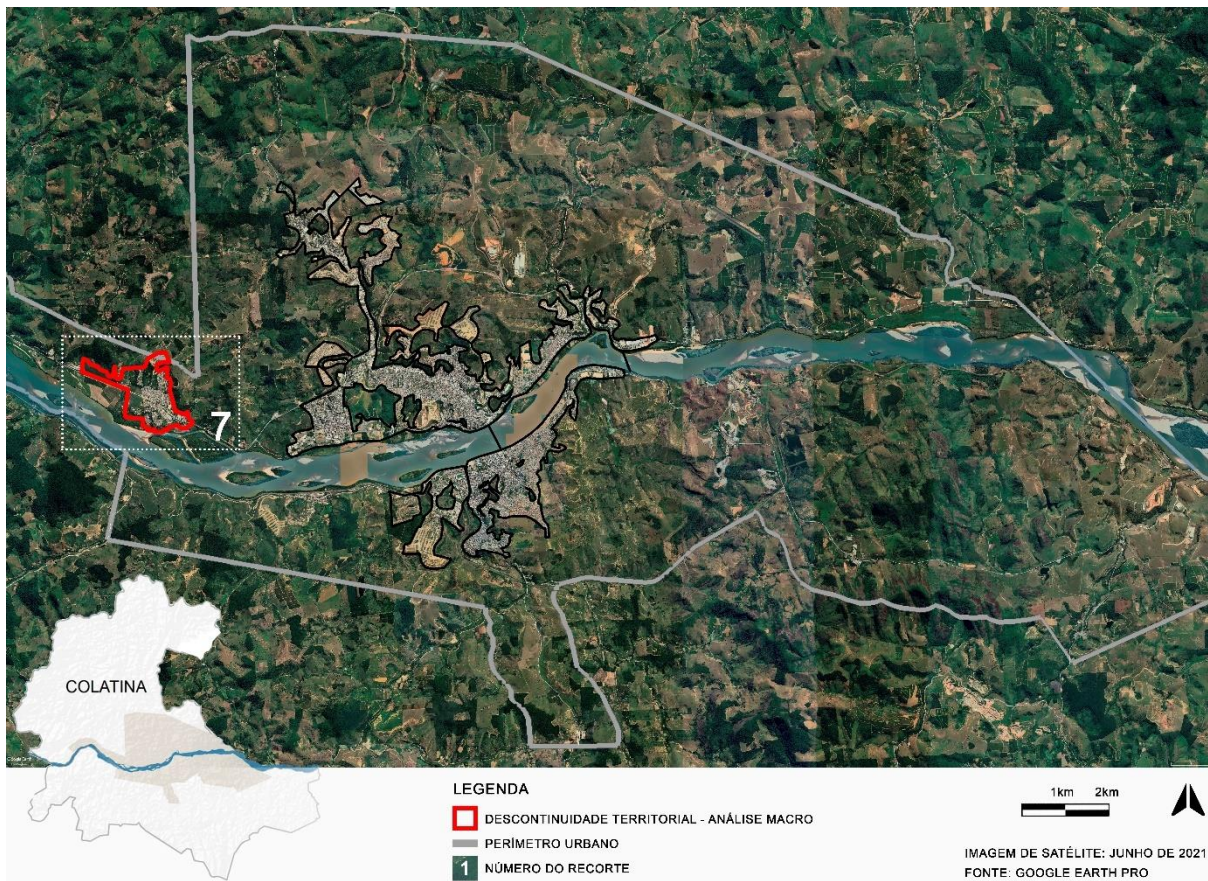 7
COLATINA
LEGENDA
DESCONTINUIDADE TERRITORIAL - ANÁLISE MACRO
PERÍMETRO URBANO
1 NÚMERO DO RECORTE
1km 2km
IMAGEM DE SATÉLITE: JUNHO DE 2021
FONTE: GOOGLE EARTH PRO